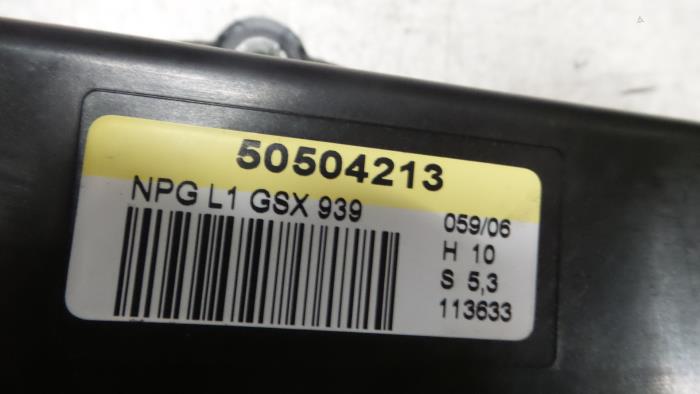 50504213
NPG L1 GSX 939
059/06
H 10
S 5,3
113633